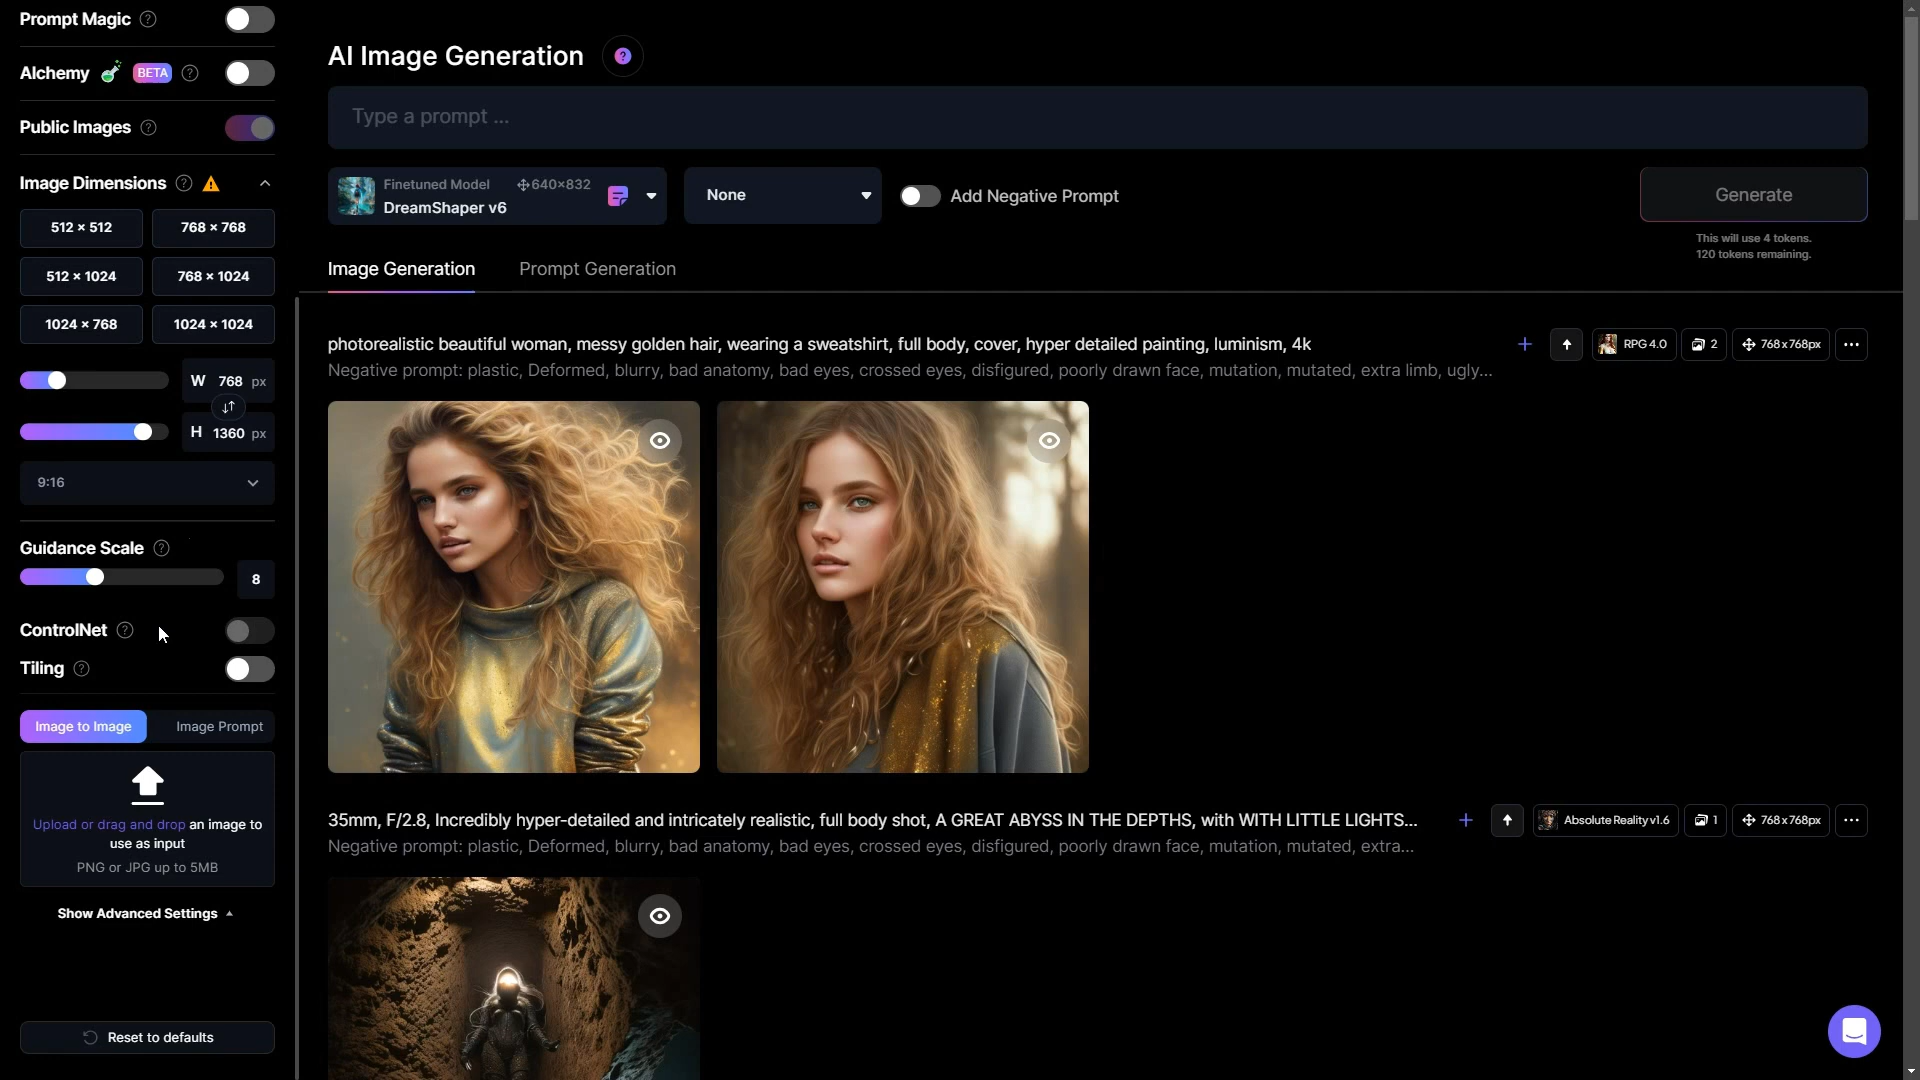 Prompt Magic
Alchemy BETA
Public Images
Image Dimensions
512 × 512
768 × 768
512 × 1024
768 × 1024
1024 × 768
1024 × 1024
W 768 px
H 1360 px
9:16
Guidance Scale
8
ControlNet
Tiling
Image to Image
Image Prompt
Upload or drag and drop an image to
use as input
PNG or JPG up to 5MB
Show Advanced Settings
Reset to defaults
AI Image Generation
Type a prompt ...
Finetuned Model 640×832
DreamShaper v6
None
Add Negative Prompt
Generate
This will use 4 tokens.
120 tokens remaining.
Image Generation
Prompt Generation
photorealistic beautiful woman, messy golden hair, wearing a sweatshirt, full body, cover, hyper detailed painting, luminism, 4k
RPG 4.0
2
768x768px
Negative prompt: plastic, Deformed, blurry, bad anatomy, bad eyes, crossed eyes, disfigured, poorly drawn face, mutation, mutated, extra limb, ugly...
35mm, F/2.8, Incredibly hyper-detailed and intricately realistic, full body shot, A GREAT ABYSS IN THE DEPTHS, with WITH LITTLE LIGHTS...
Absolute Reality v1.6
1
768x768px
Negative prompt: plastic, Deformed, blurry, bad anatomy, bad eyes, crossed eyes, disfigured, poorly drawn face, mutation, mutated, extra...